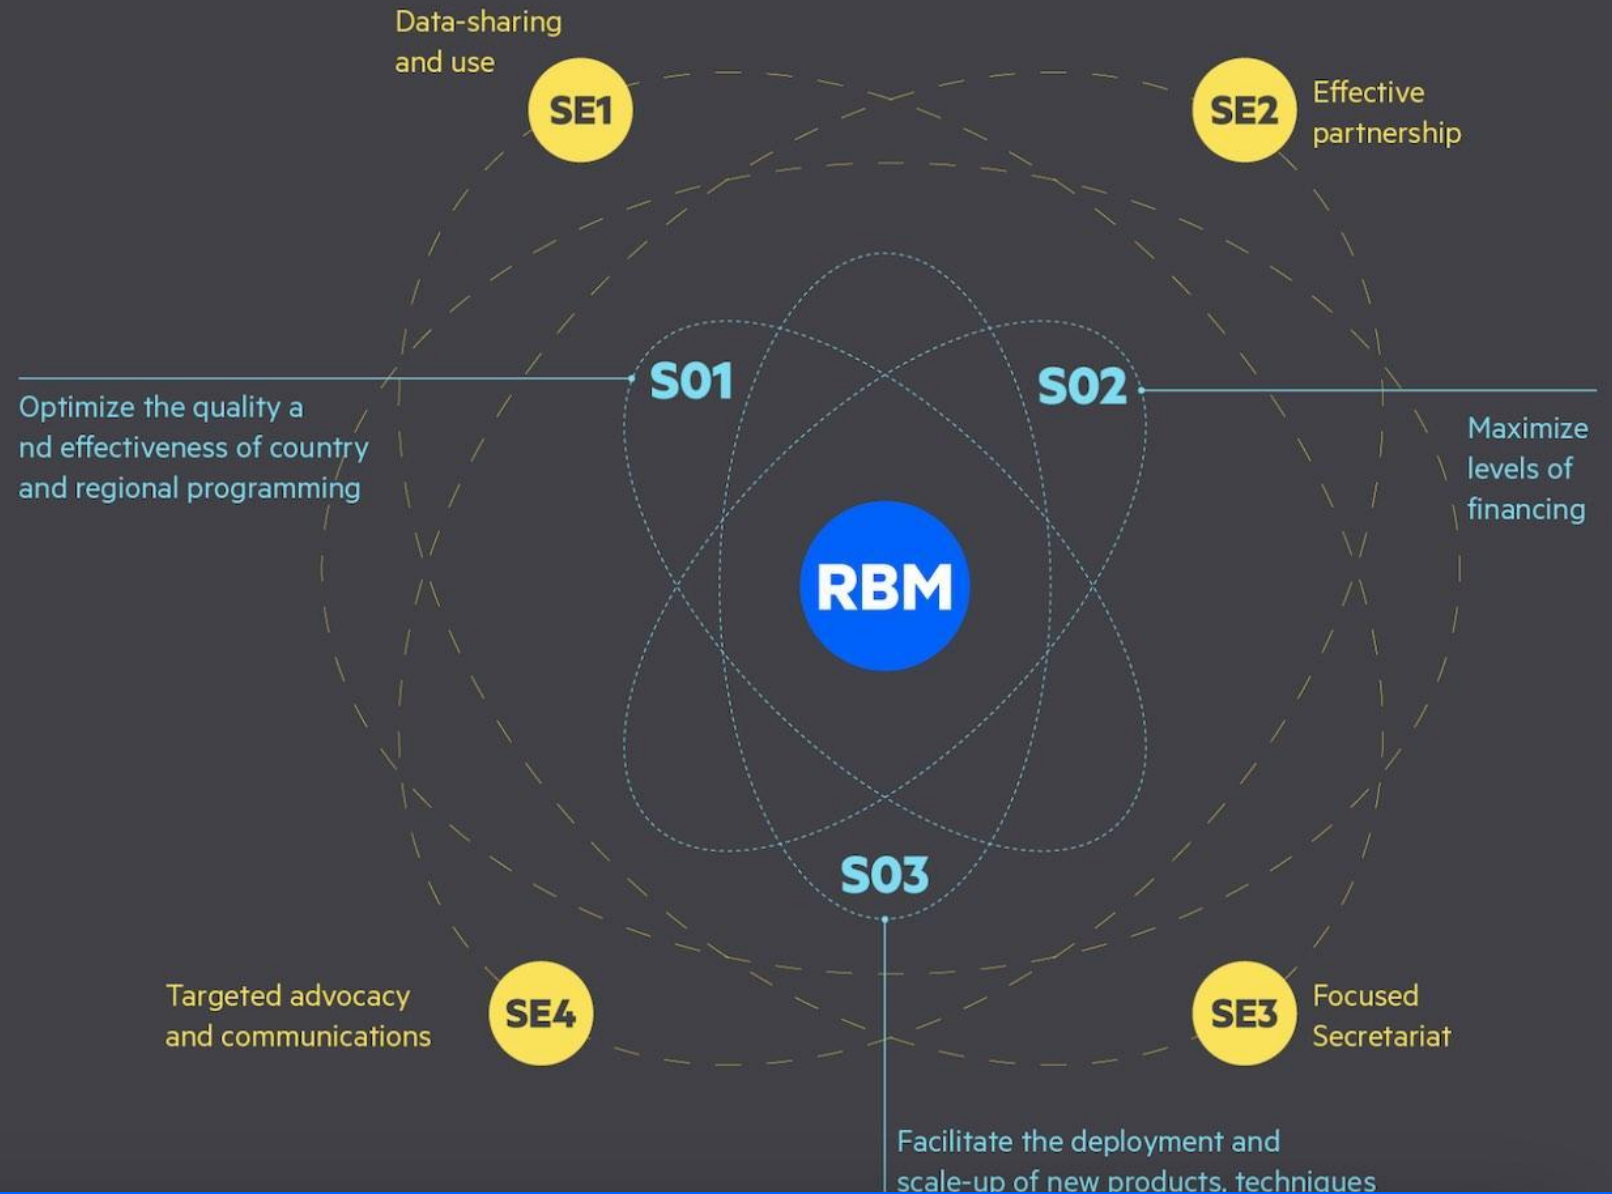 Data-sharing
and use
SE1
SE2
Effective
partnership
S01
S02
Optimize the quality a
nd effectiveness of country
and regional programming
Maximize
levels of
financing
RBM
S03
Targeted advocacy
and communications
SE4
SE3
Focused
Secretariat
Facilitate the deployment and
scale-up of new products, techniques